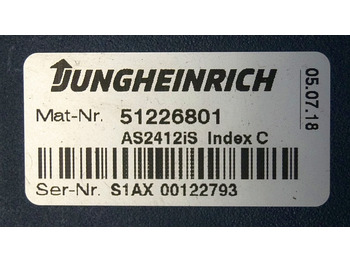 JUNGHEINRICH
Mat-Nr. 51226801
AS2412iS Index C
Ser-Nr. S1AX 00122793
05.07.18